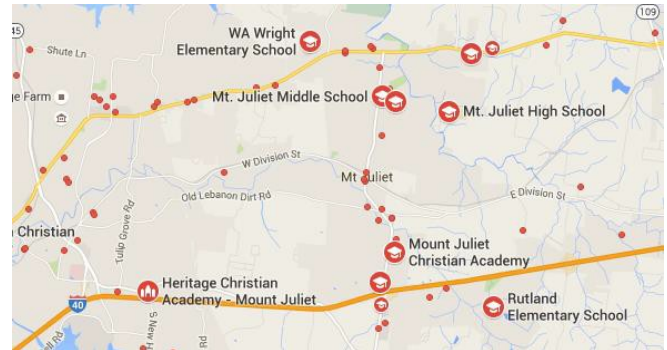 109
45
WA Wright
Elementary School
Shute Ln
ge Farm
Mt. Juliet Middle School
Mt. Juliet High School
W Division St
Mt Juliet
Old Lebanon Dirt Rd
E Division St
Tulip Grove Rd
n Christian
Mount Juliet
Christian Academy
Heritage Christian
Academy - Mount Juliet
40
Rutland
Elementary School
S New H
ell Rd